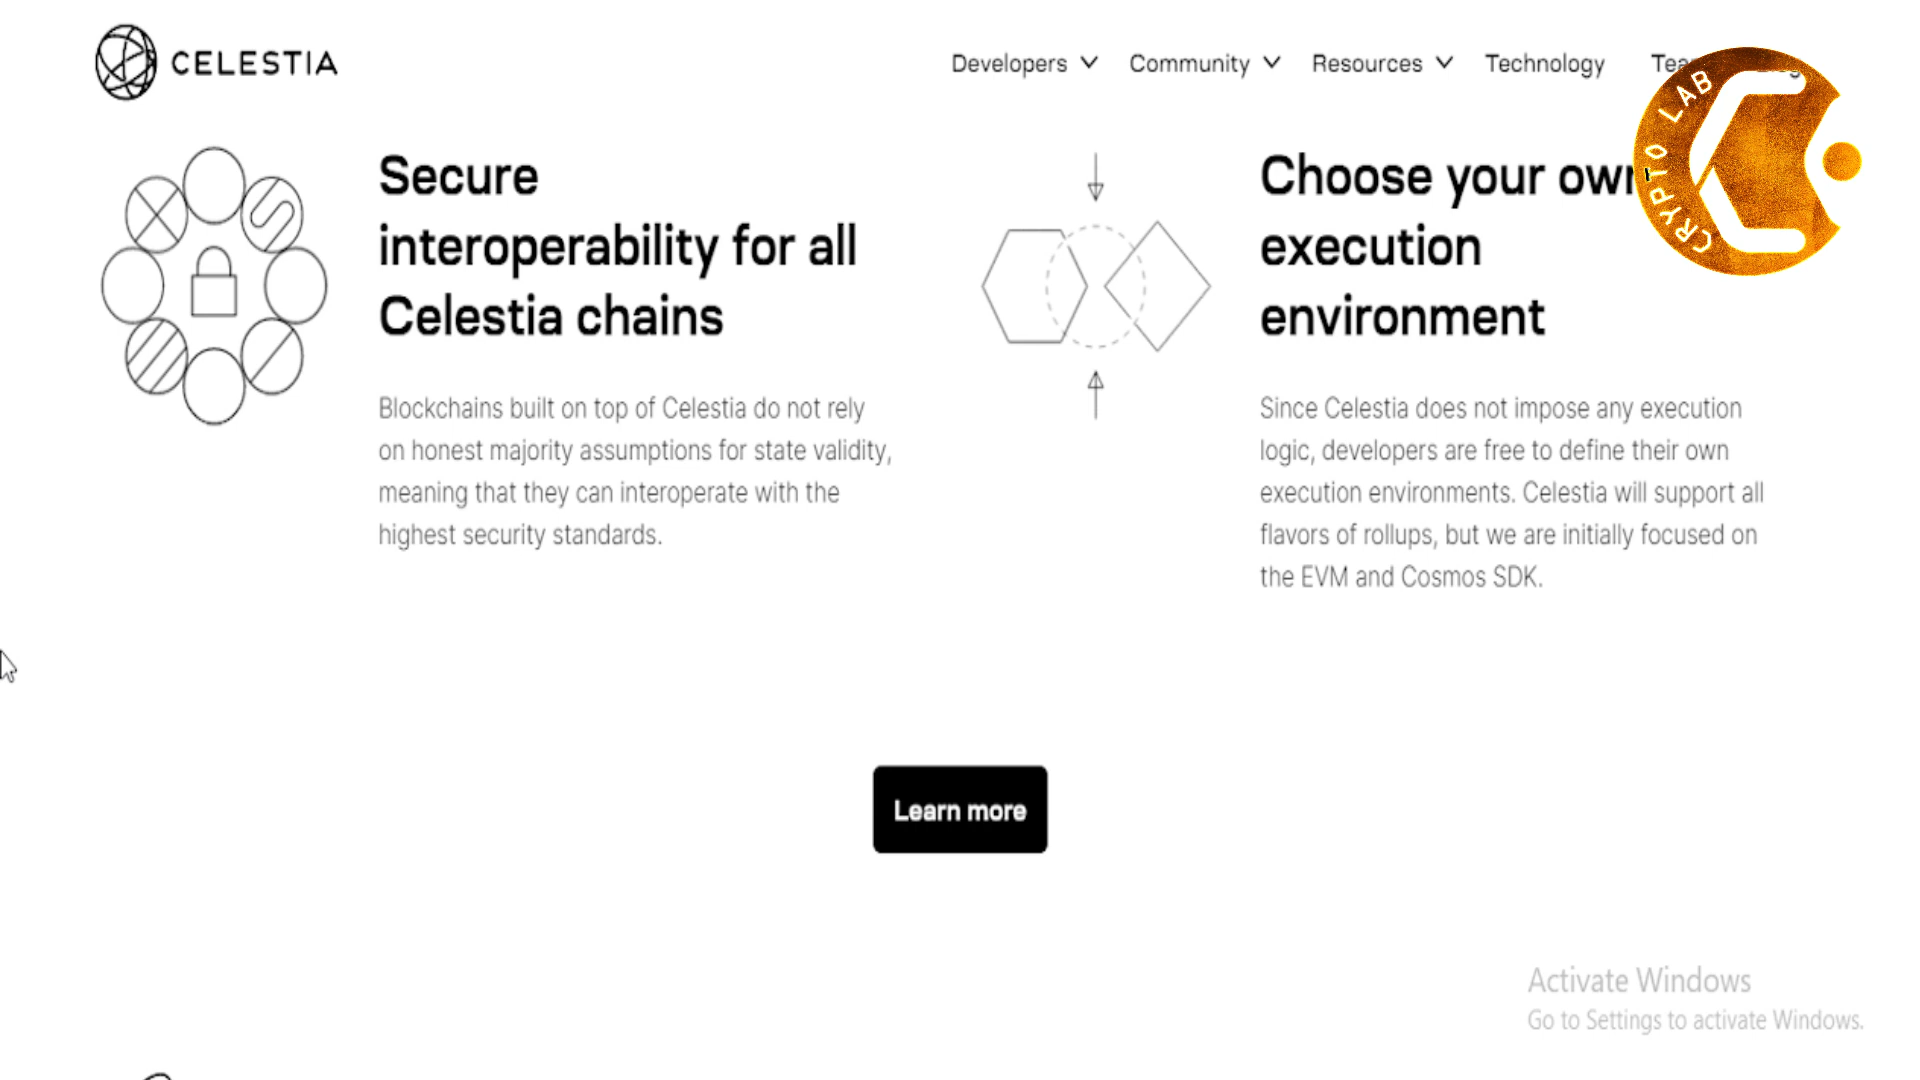 CELESTIA
Developers
Community
Resources
Technology
CRYPTO LAB
Secure
interoperability for all
Celestia chains
Blockchains built on top of Celestia do not rely
on honest majority assumptions for state validity,
meaning that they can interoperate with the
highest security standards.
Choose your own
execution
environment
Since Celestia does not impose any execution
logic, developers are free to define their own
execution environments. Celestia will support all
flavors of rollups, but we are initially focused on
the EVM and Cosmos SDK.
Learn more
Activate Windows
Go to Settings to activate Windows.